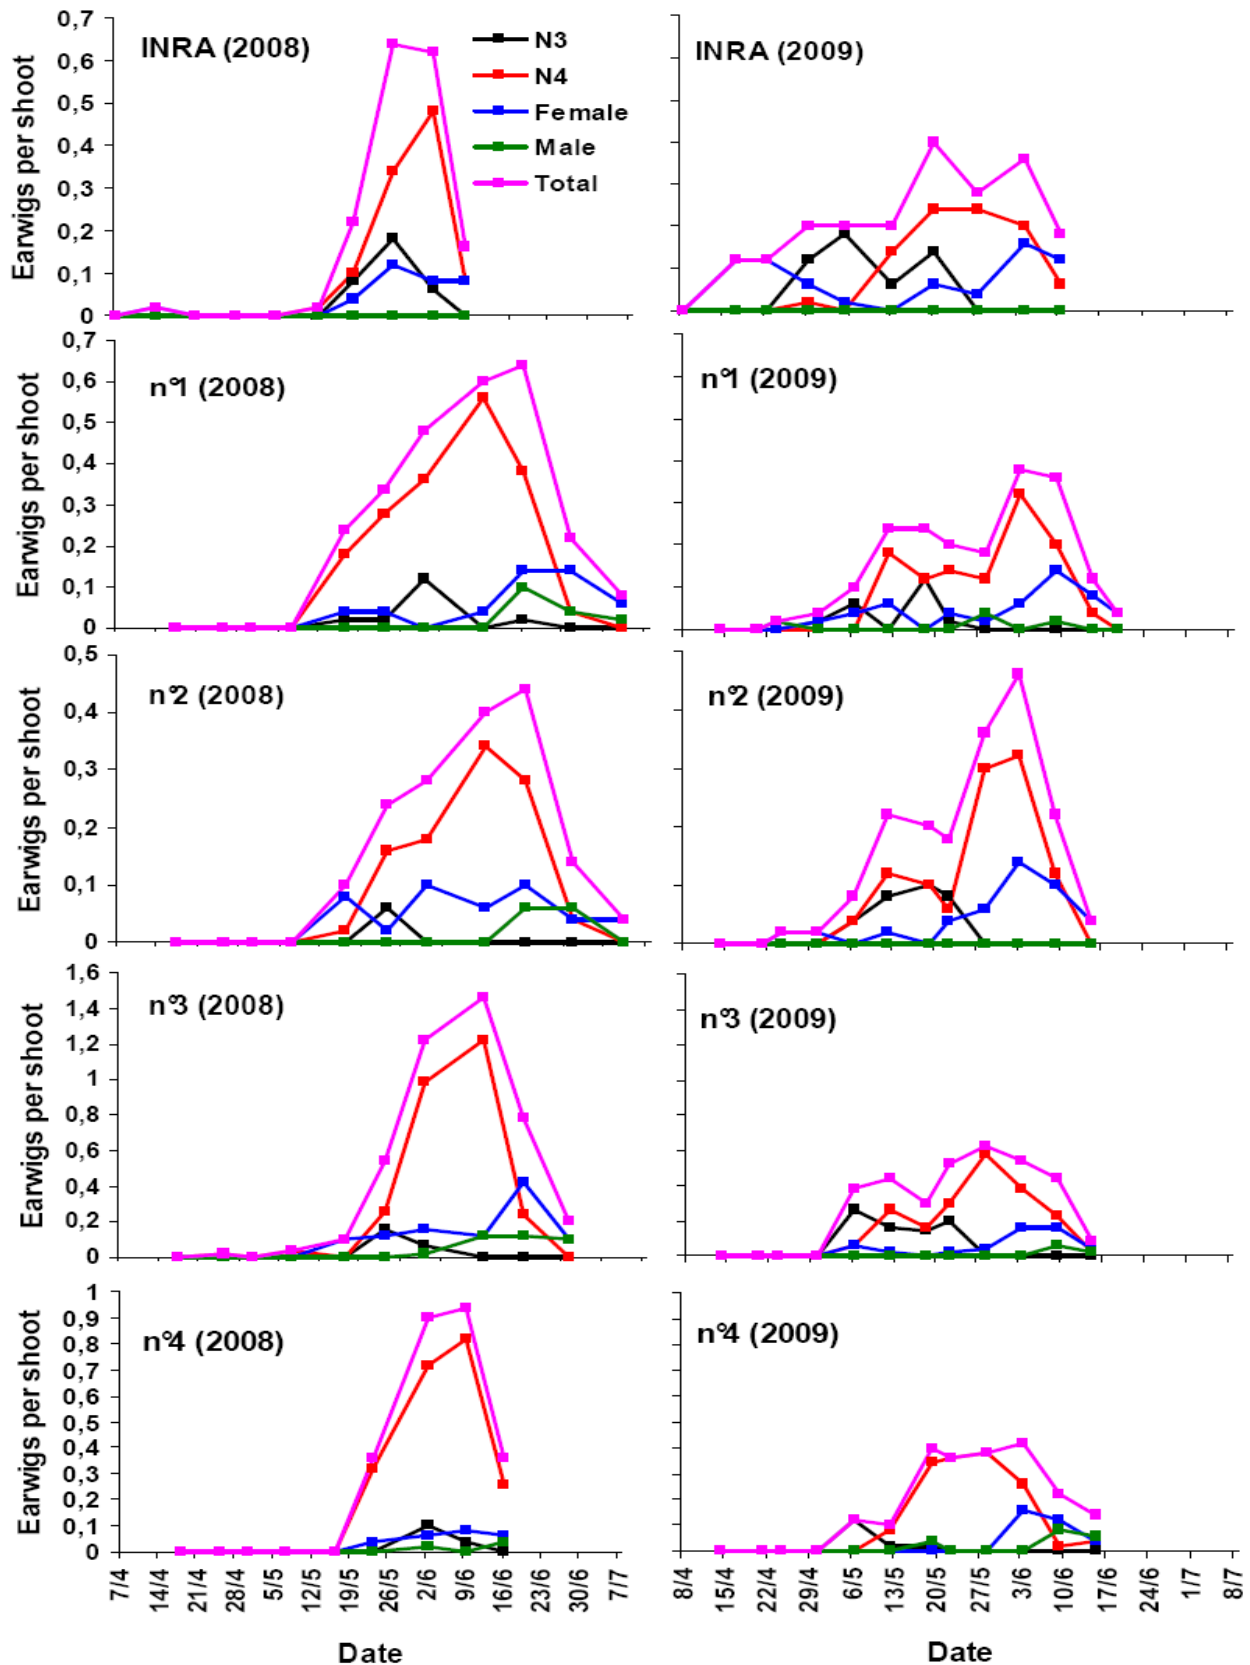 INRA (2008)
Earwigs per shoot
0,7
0,6
0,5
0,4
0,3
0,2
0,1
0
N3
N4
Female
Male
Total
INRA (2009)
n°1 (2008)
Earwigs per shoot
0,7
0,6
0,5
0,4
0,3
0,2
0,1
0
n°1 (2009)
n°2 (2008)
Earwigs per shoot
0,5
0,4
0,3
0,2
0,1
0
n°2 (2009)
n°3 (2008)
Earwigs per shoot
1,6
1,4
1,2
1
0,8
0,6
0,4
0,2
0
n°3 (2009)
n°4 (2008)
Earwigs per shoot
1
0,9
0,8
0,7
0,6
0,5
0,4
0,3
0,2
0,1
0
n°4 (2009)
7/4 14/4 21/4 28/4 5/5 12/5 19/5 26/5 2/6 9/6 16/6 23/6 30/6 7/7
Date
8/4 15/4 22/4 29/4 6/5 13/5 20/5 27/5 3/6 10/6 17/6 24/6 1/7 8/7
Date